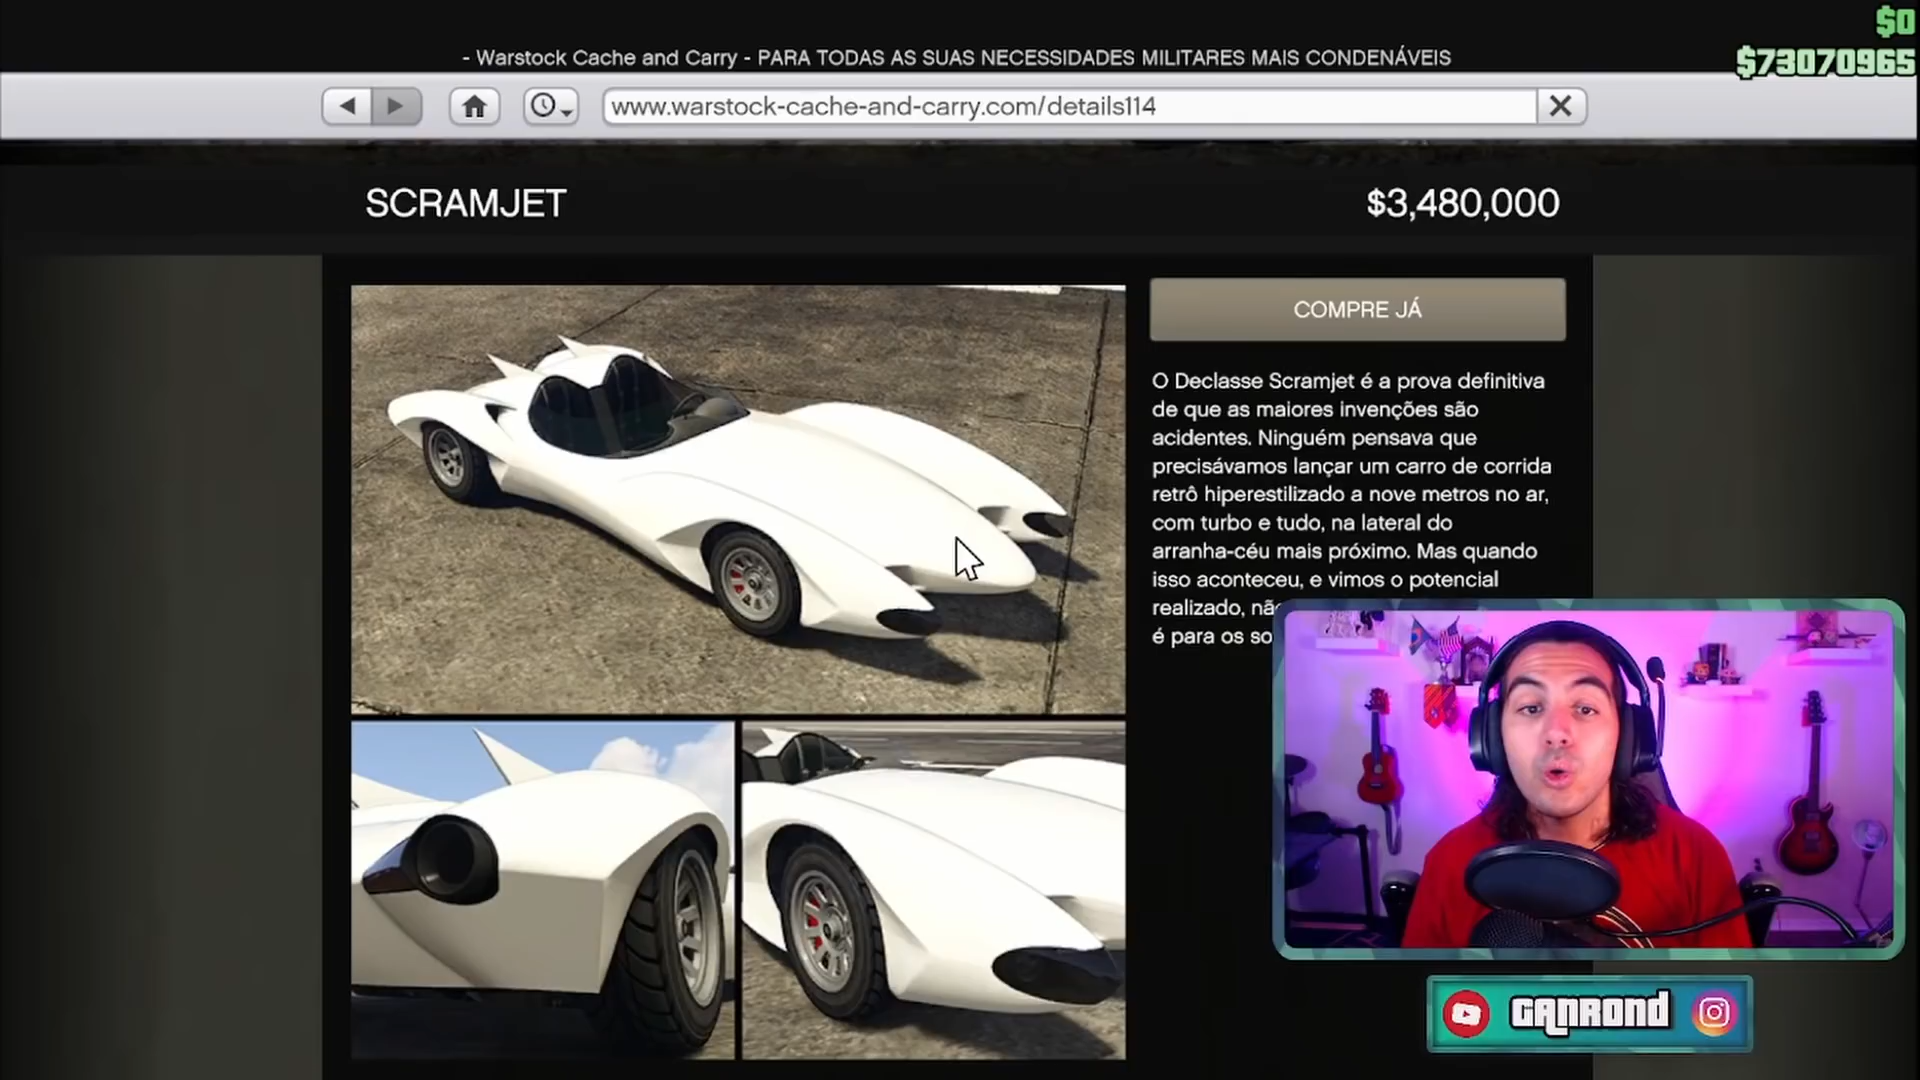 $0
- Warstock Cache and Carry - PARA TODAS AS SUAS NECESSIDADES MILITARES MAIS CONDENÁVEIS
$73070965
www.warstock-cache-and-carry.com/details114
SCRAMJET
$3,480,000
COMPRE JÁ
O Declasse Scramjet é a prova definitiva
de que as maiores invenções são
acidentes. Ninguém pensava que
precisávamos lançar um carro de corrida
retrô hiperestilizado a nove metros no ar,
com turbo e tudo, na lateral do
arranha-céu mais próximo. Mas quando
isso aconteceu, e vimos o potencial
realizado,
é para os
GANROND